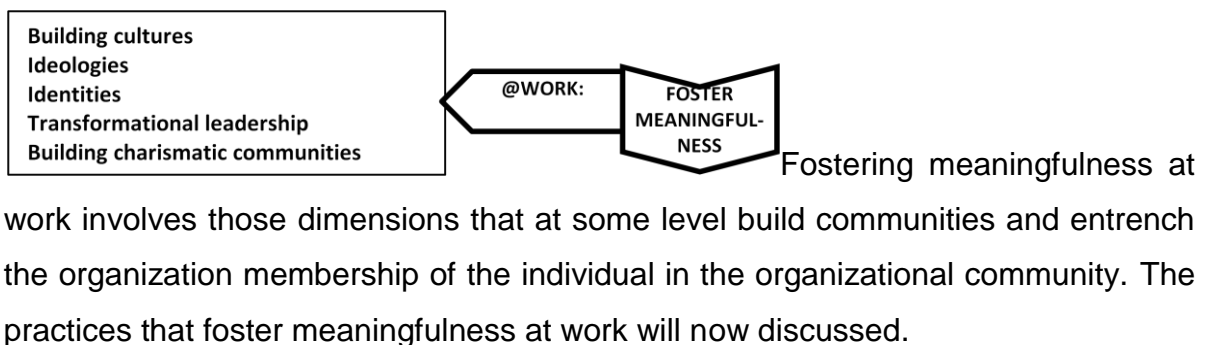 Building cultures
Ideologies
Identities
Transformational leadership
Building charismatic communities
@WORK:
FOSTER
MEANINGFUL-
NESS
Fostering meaningfulness at
work involves those dimensions that at some level build communities and entrench
the organization membership of the individual in the organizational community. The
practices that foster meaningfulness at work will now discussed.